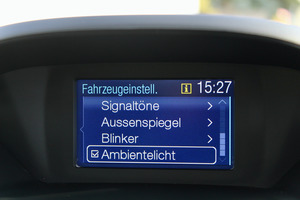 Fahrzeugeinstell. i 15:27
Signaltöne
Aussenspiegel
Blinker
Ambientelicht